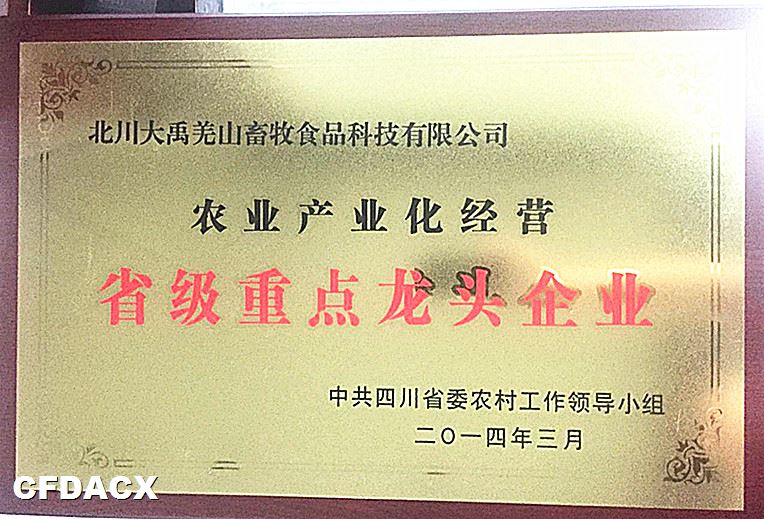 北川大禹羌山畜牧食品科技有限公司
农业产业化经营
省级重点龙头企业
中共四川省委农村工作领导小组
二〇一四年三月
CFDACX